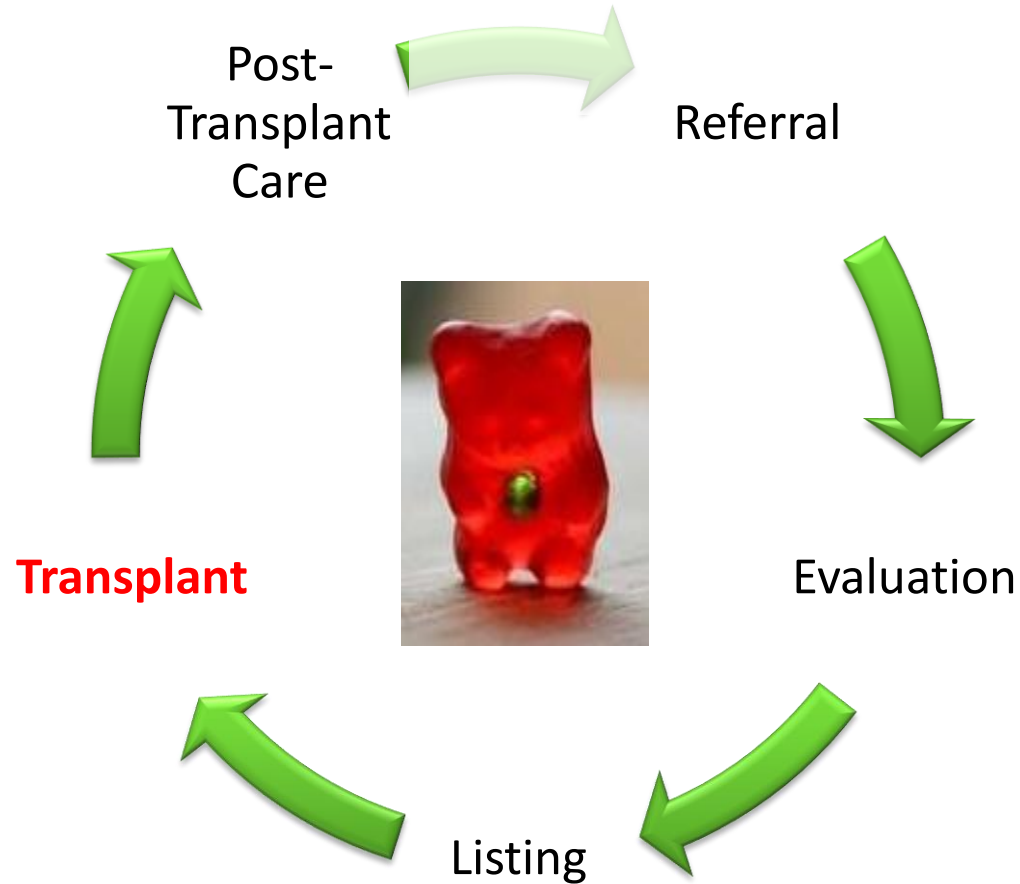 Post-
Transplant
Care
Referral
Transplant
Evaluation
Listing